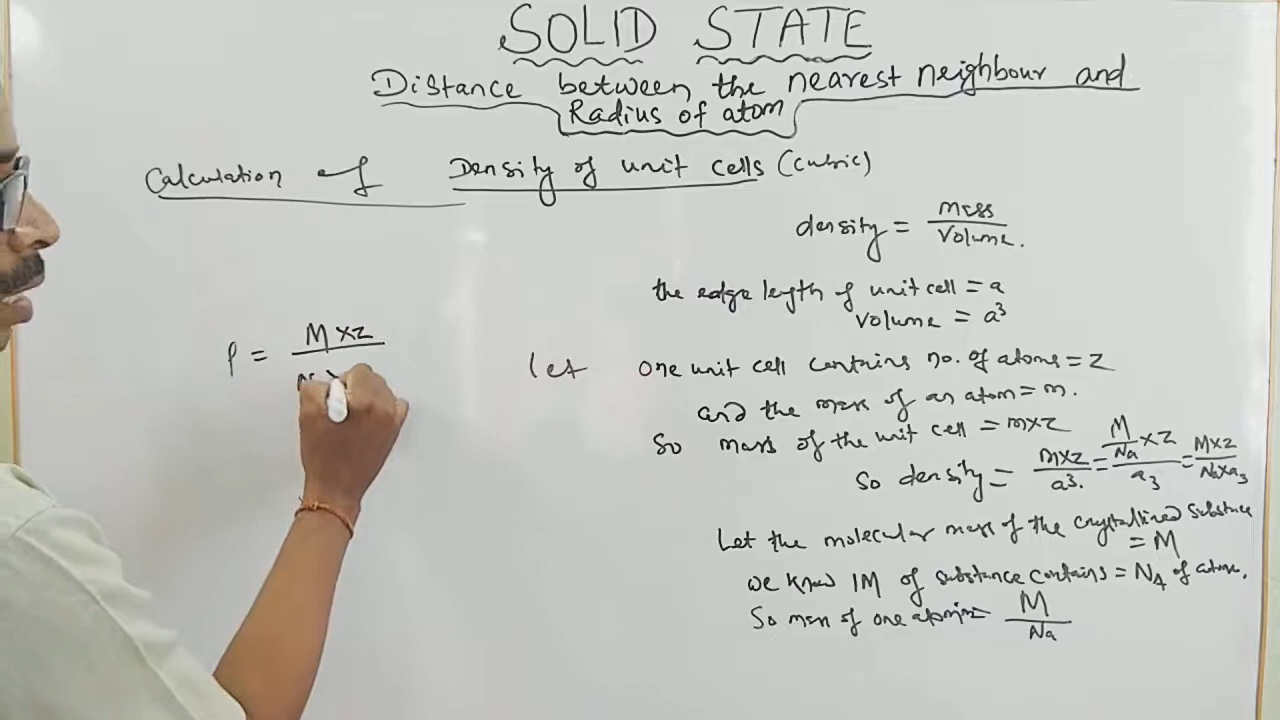 SOLID STATE
Distance between the nearest neighbour and
Radius of atom
Calculation of Density of unit cells (cubic)
density = Mass / Volume.
the edge length of unit cell = a
Volume = a³
ρ = M×Z
Let one unit cell contains no. of atoms = Z
and the mass of an atom = m.
So mass of the unit cell = m×Z
So density = m×Z / a³. = M/Na ×Z / a3 = M×Z / Na×a3
Let the molecular mass of the crystallized substance
= M
we know 1M of substance contains = NA of atoms.
So mass of one atom = M / Na